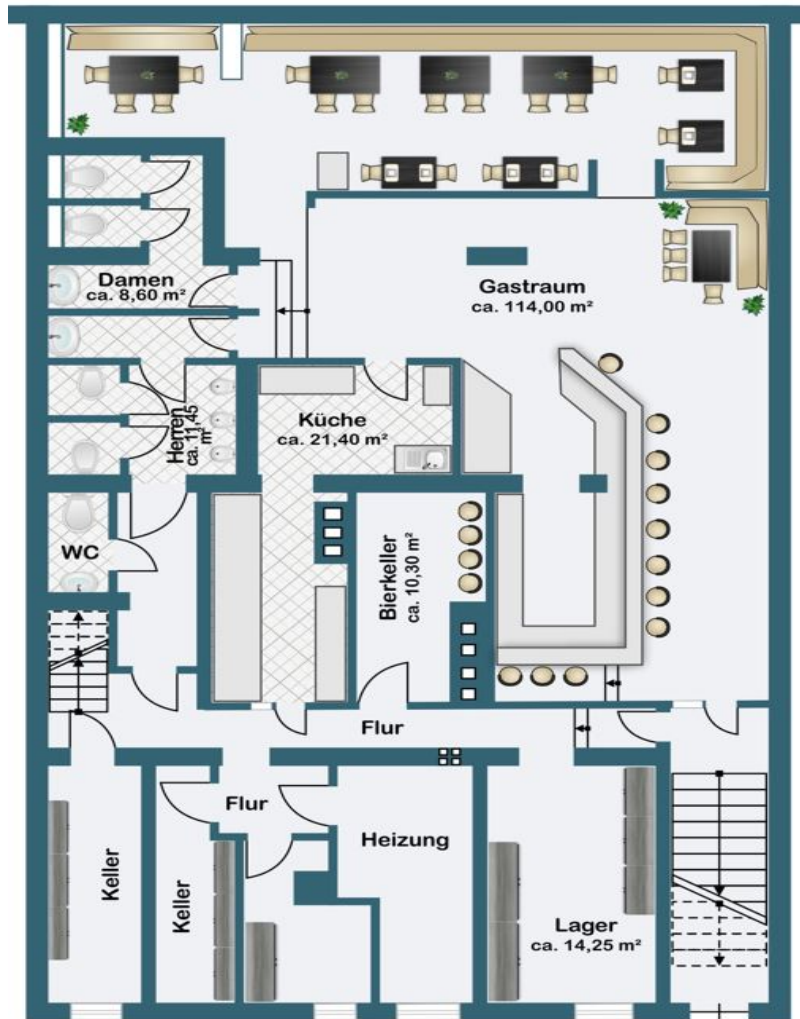 Damen
ca. 8,60 m²
Gastraum
ca. 114,00 m²
Herren
ca. 11,45
m²
Küche
ca. 21,40 m²
WC
Bierkeller
ca. 10,30 m²
Flur
Flur
Keller
Keller
Heizung
Lager
ca. 14,25 m²